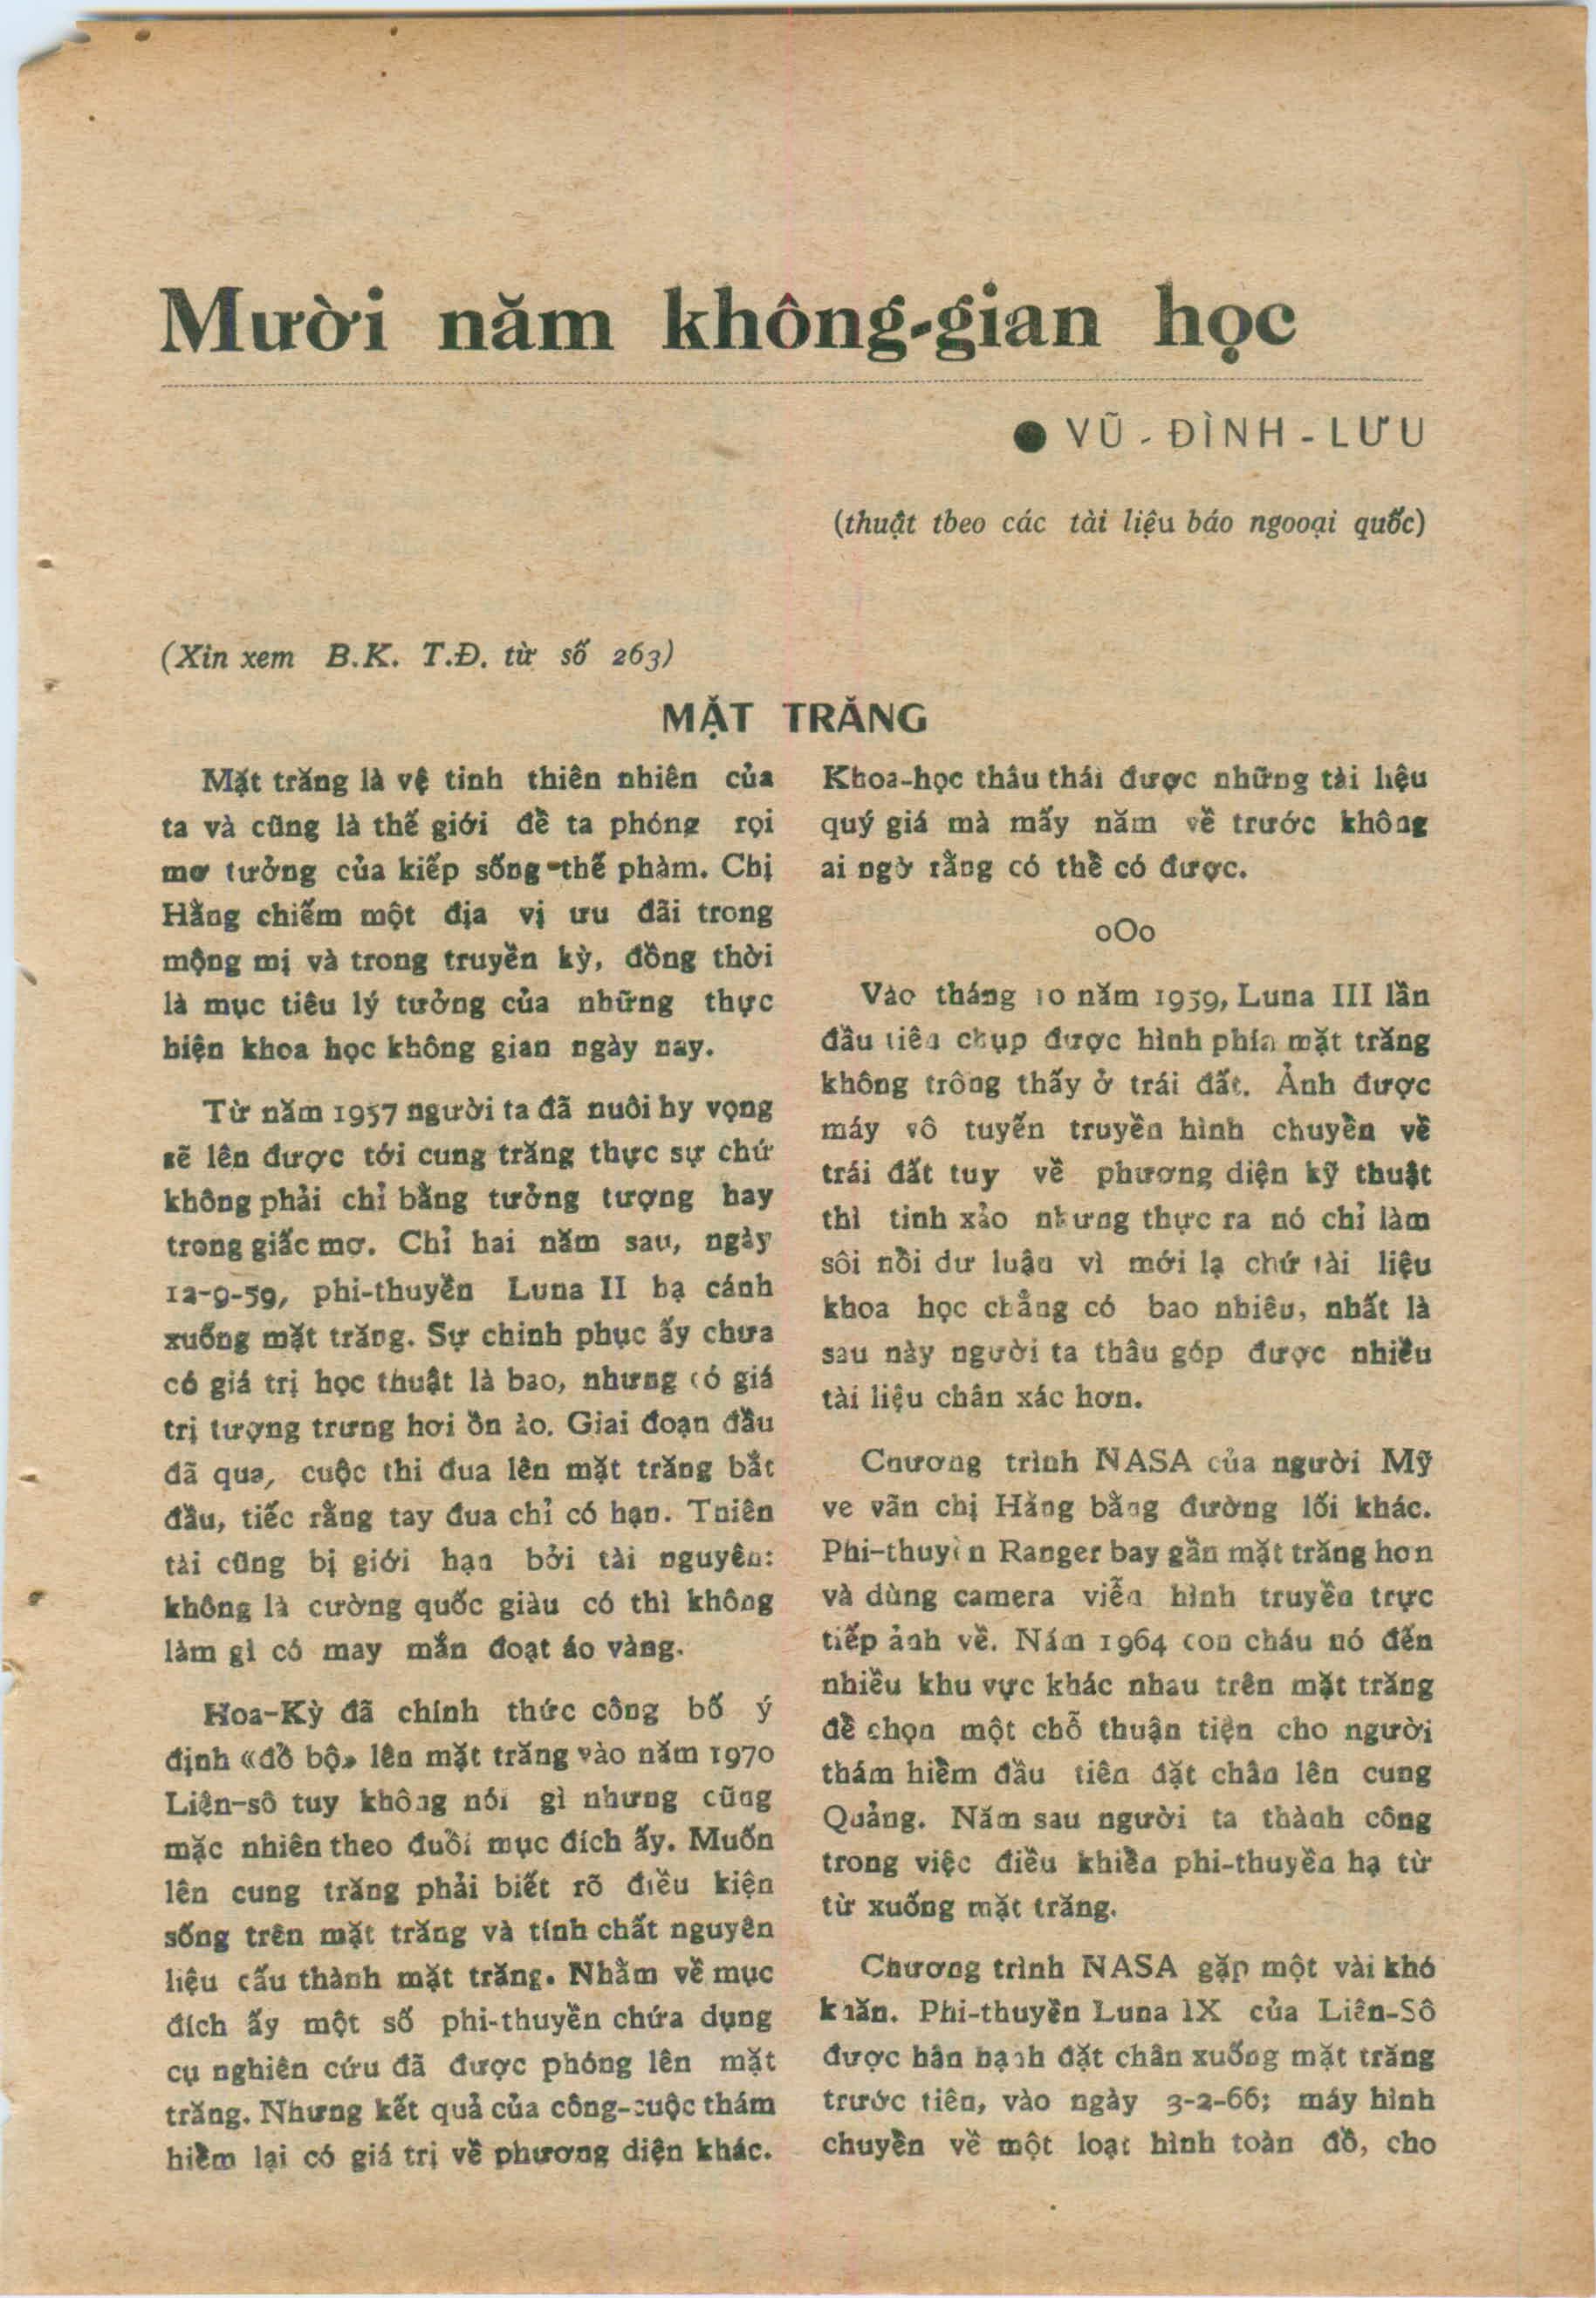 Mười năm không-gian học
● VŨ - ĐÌNH - LƯU
(thuật tbeo các tài liệu báo ngooại quốc)
(Xin xem B.K. T.Đ. từ số 263)
MẶT TRĂNG
Mặt trăng là vệ tinh thiên nhiên của
ta và cũng là thế giới để ta phóng rọi
mơ tưởng của kiếp sống thế phàm. Chị
Hằng chiếm một địa vị ưu đãi trong
mộng mị và trong truyền kỳ, đồng thời
là mục tiêu lý tưởng của những thực
hiện khoa học không gian ngày nay.
Từ năm 1957 người ta đã nuôi hy vọng
sẽ lên được tới cung trăng thực sự chứ
không phải chỉ bằng tưởng tượng hay
trong giấc mơ. Chỉ hai năm sau, ngày
12-9-59, phi-thuyền Luna II hạ cánh
xuống mặt trăng. Sự chinh phục ấy chưa
có giá trị học thuật là bao, nhưng có giá
trị tượng trưng hơi ồn ào. Giai đoạn đầu
đã qua, cuộc thi đua lên mặt trăng bắt
đầu, tiếc rằng tay đua chỉ có hạn. Thiên
tài cũng bị giới hạn bởi tài nguyên:
không là cường quốc giàu có thì không
làm gì có may mắn đoạt áo vàng.
Hoa-Kỳ đã chính thức công bố ý
định «đổ bộ» lên mặt trăng vào năm 1970
Liên-sô tuy không nói gì nhưng cũng
mặc nhiên theo đuổi mục đích ấy. Muốn
lên cung trăng phải biết rõ điều kiện
sống trên mặt trăng và tính chất nguyên
liệu cấu thành mặt trăng. Nhằm về mục
đích ấy một số phi-thuyền chứa dụng
cụ nghiên cứu đã được phóng lên mặt
trăng. Nhưng kết quả của công-cuộc thám
hiểm lại có giá trị về phương diện khác.
Khoa-học thâu thái được những tài liệu
quý giá mà mấy năm về trước không
ai ngờ rằng có thể có được.
oOo
Vào tháng 10 năm 1959, Luna III lần
đầu tiên chụp được hình phía mặt trăng
không trông thấy ở trái đất. Ảnh được
máy vô tuyến truyền hình chuyển về
trái đất tuy về phương diện kỹ thuật
thì tinh xảo nhưng thực ra nó chỉ làm
sôi nổi dư luận vì mới lạ chứ tài liệu
khoa học chẳng có bao nhiêu, nhất là
sau này người ta thâu góp được nhiều
tài liệu chân xác hơn.
Chương trình NASA của người Mỹ
ve vãn chị Hằng bằng đường lối khác.
Phi-thuyền Ranger bay gần mặt trăng hơn
và dùng camera viễn hình truyền trực
tiếp ảnh về. Năm 1964 con cháu nó đến
nhiều khu vực khác nhau trên mặt trăng
để chọn một chỗ thuận tiện cho người
thám hiểm đầu tiên đặt chân lên cung
Quảng. Năm sau người ta thành công
trong việc điều khiển phi-thuyền hạ từ
từ xuống mặt trăng.
Chương trình NASA gặp một vài khó
khăn. Phi-thuyền Luna IX của Liên-Sô
được hân hạnh đặt chân xuống mặt trăng
trước tiên, vào ngày 3-2-66; máy hình
chuyển về một loạt hình toàn đồ, cho